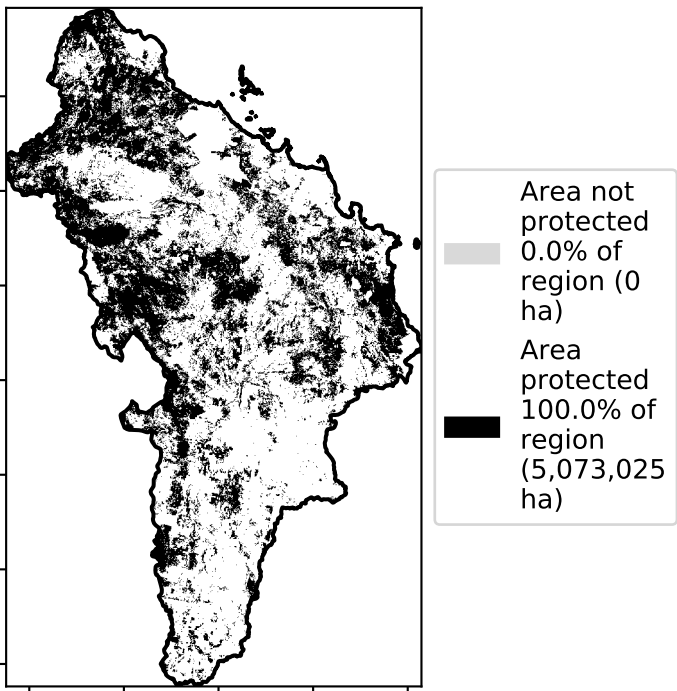 Area not
protected
0.0% of
region (0
ha)
Area
protected
100.0% of
region
(5,073,025
ha)